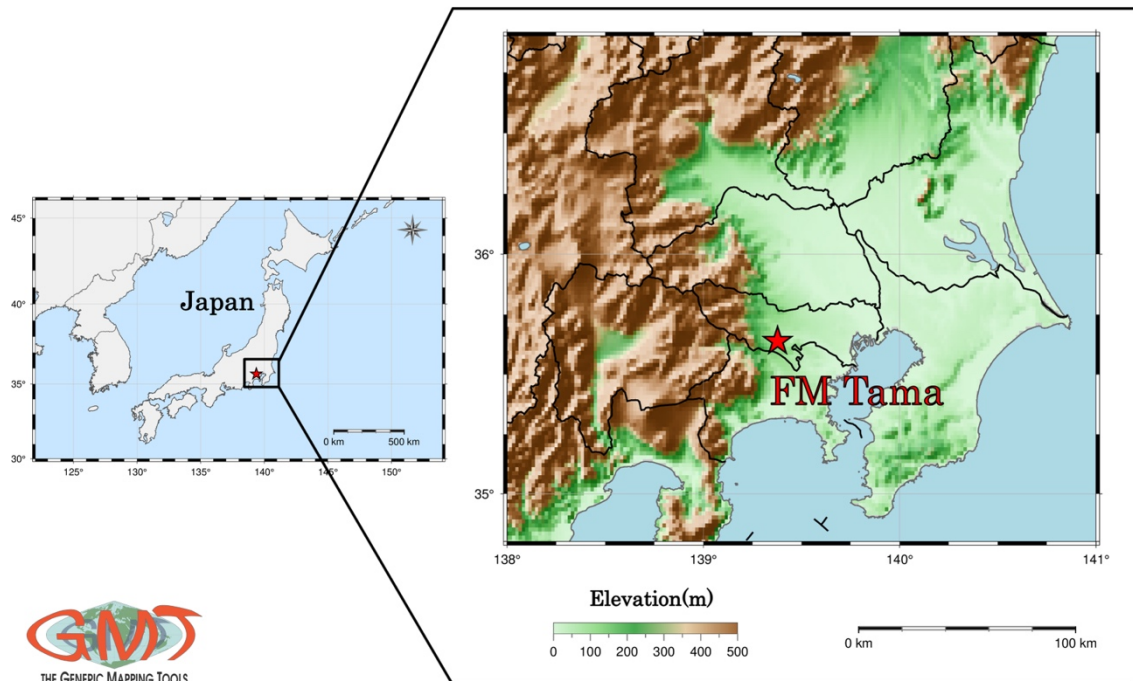 45°
40°
35°
30°
125°
130°
135°
140°
145°
150°
Japan
0 km
500 km
36°
35°
138°
139°
140°
141°
FM Tama
Elevation(m)
0 100 200 300 400 500
0 km
100 km
GMT
THE GENERIC MAPPING TOOLS